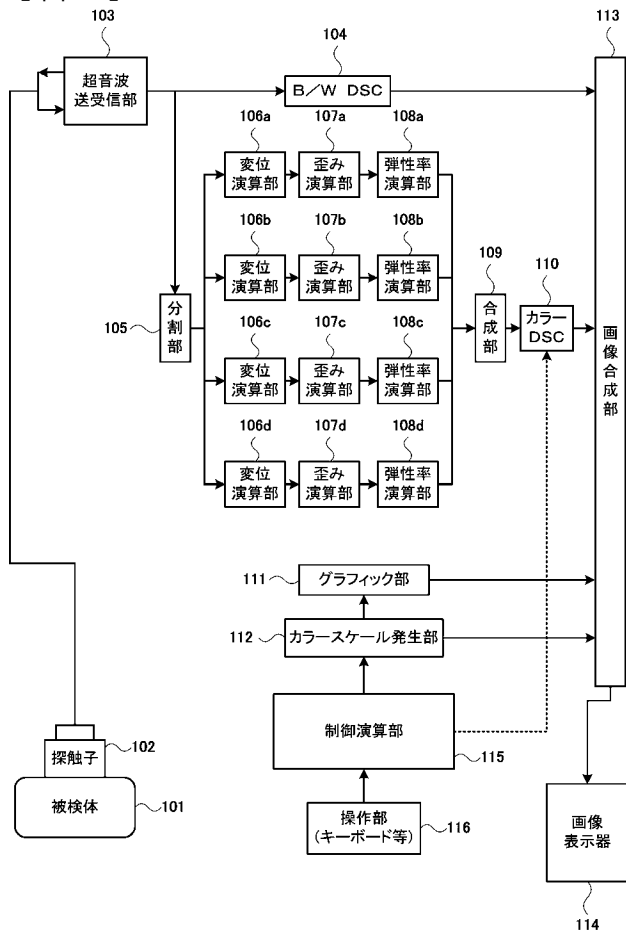 103
超音波
送受信部
104
B/W DSC
113
106a
変位
演算部
107a
歪み
演算部
108a
弾性率
演算部
106b
変位
演算部
107b
歪み
演算部
108b
弾性率
演算部
105
分割部
106c
変位
演算部
107c
歪み
演算部
108c
弾性率
演算部
106d
変位
演算部
107d
歪み
演算部
108d
弾性率
演算部
109
合成部
110
カラー
DSC
画像合成部
111
グラフィック部
112
カラースケール発生部
制御演算部
115
操作部
(キーボード等)
116
探触子
102
被検体
101
画像
表示器
114